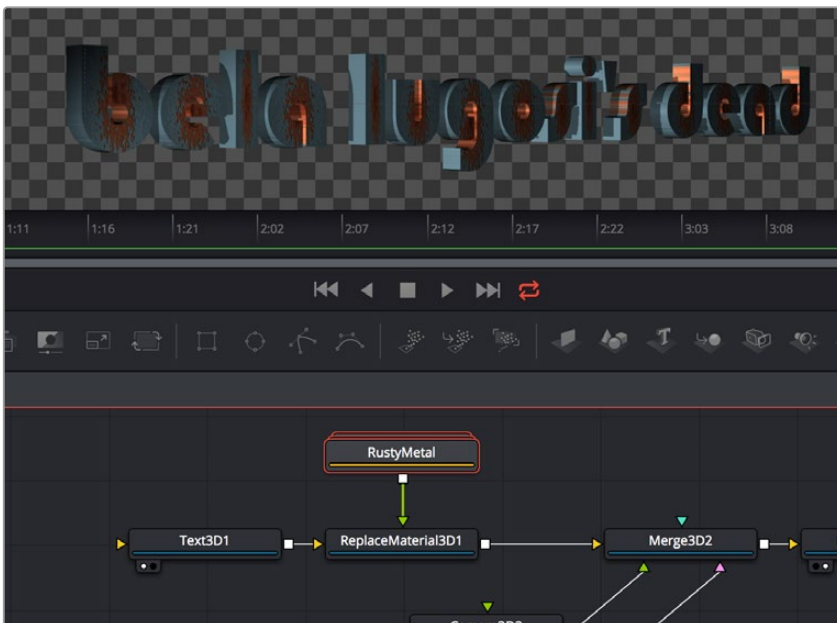 bela lugosi's dead
1:11 1:16 1:21 2:02 2:07 2:12 2:17 2:22 3:03 3:08
RustyMetal
Text3D1 ReplaceMaterial3D1 Merge3D2